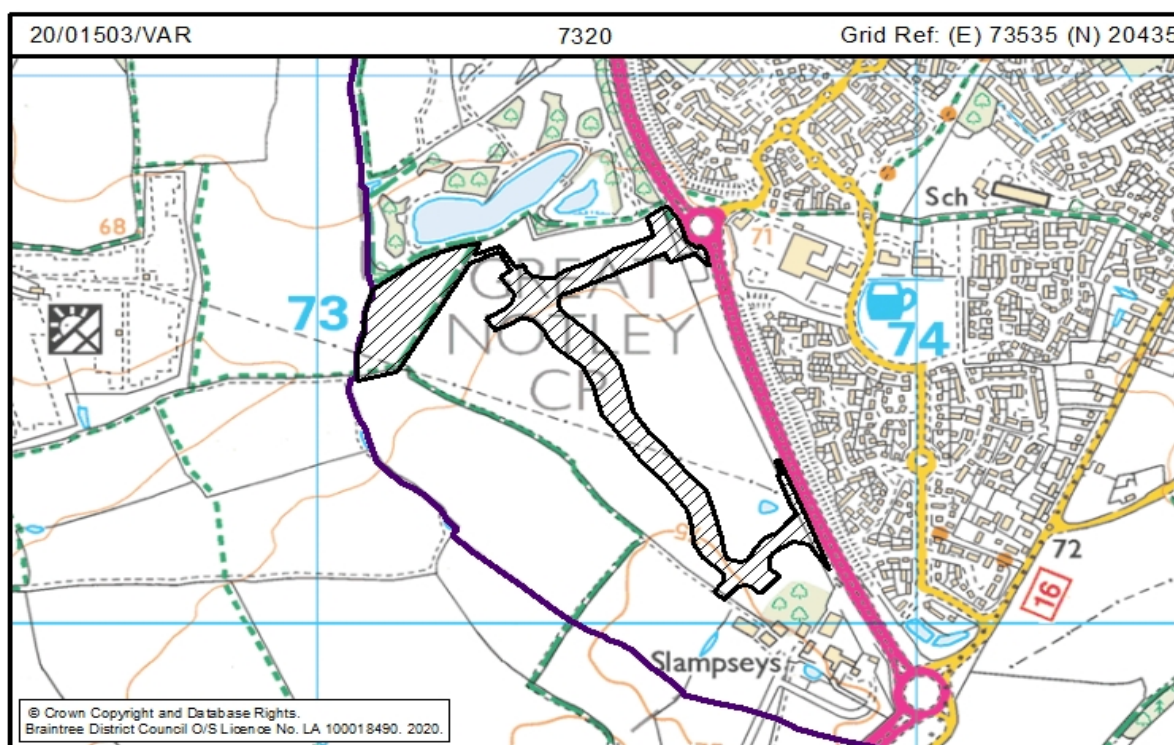 20/01503/VAR 7320 Grid Ref: (E) 73535 (N) 20435
Sch
68
71
GREAT
73
NOTLEY
74
CP
75
72
16
Slampseys
© Crown Copyright and Database Rights.
Braintree District Council O/S Licence No. LA 100018490. 2020.